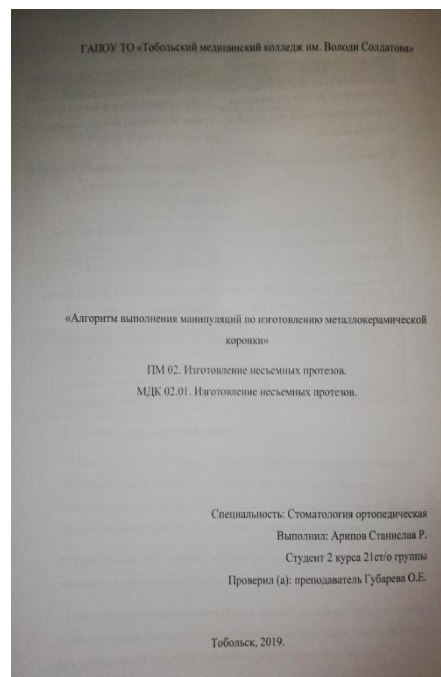 ГАПОУ ТО «Тобольский медицинский колледж им. Володи Солдатова»
«Алгоритм выполнения манипуляций по изготовлению металлокерамической
коронки»
ПМ 02. Изготовление несъемных протезов.
МДК 02.01. Изготовление несъемных протезов.
Специальность: Стоматология ортопедическая
Выполнил: Арипов Станислав Р.
Студент 2 курса 21ст/о группы
Проверил (а): преподаватель Губарева О.Е.
Тобольск, 2019.